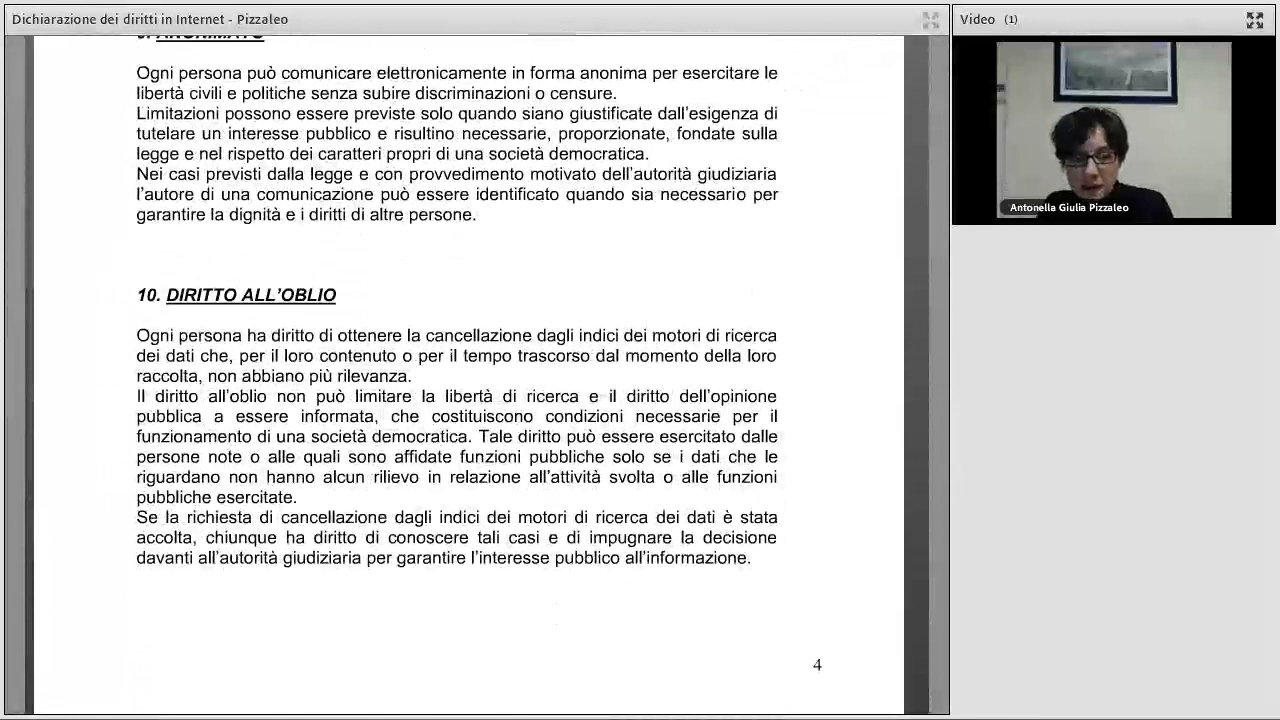 Dichiarazione dei diritti in Internet - Pizzaleo
Video (1)
Antonella Giulia Pizzaleo
9. ANONIMATO
Ogni persona può comunicare elettronicamente in forma anonima per esercitare le
libertà civili e politiche senza subire discriminazioni o censure.
Limitazioni possono essere previste solo quando siano giustificate dall’esigenza di
tutelare un interesse pubblico e risultino necessarie, proporzionate, fondate sulla
legge e nel rispetto dei caratteri propri di una società democratica.
Nei casi previsti dalla legge e con provvedimento motivato dell’autorità giudiziaria
l’autore di una comunicazione può essere identificato quando sia necessario per
garantire la dignità e i diritti di altre persone.
10. DIRITTO ALL’OBLIO
Ogni persona ha diritto di ottenere la cancellazione dagli indici dei motori di ricerca
dei dati che, per il loro contenuto o per il tempo trascorso dal momento della loro
raccolta, non abbiano più rilevanza.
Il diritto all’oblio non può limitare la libertà di ricerca e il diritto dell’opinione
pubblica a essere informata, che costituiscono condizioni necessarie per il
funzionamento di una società democratica. Tale diritto può essere esercitato dalle
persone note o alle quali sono affidate funzioni pubbliche solo se i dati che le
riguardano non hanno alcun rilievo in relazione all’attività svolta o alle funzioni
pubbliche esercitate.
Se la richiesta di cancellazione dagli indici dei motori di ricerca dei dati è stata
accolta, chiunque ha diritto di conoscere tali casi e di impugnare la decisione
davanti all’autorità giudiziaria per garantire l’interesse pubblico all’informazione.
4